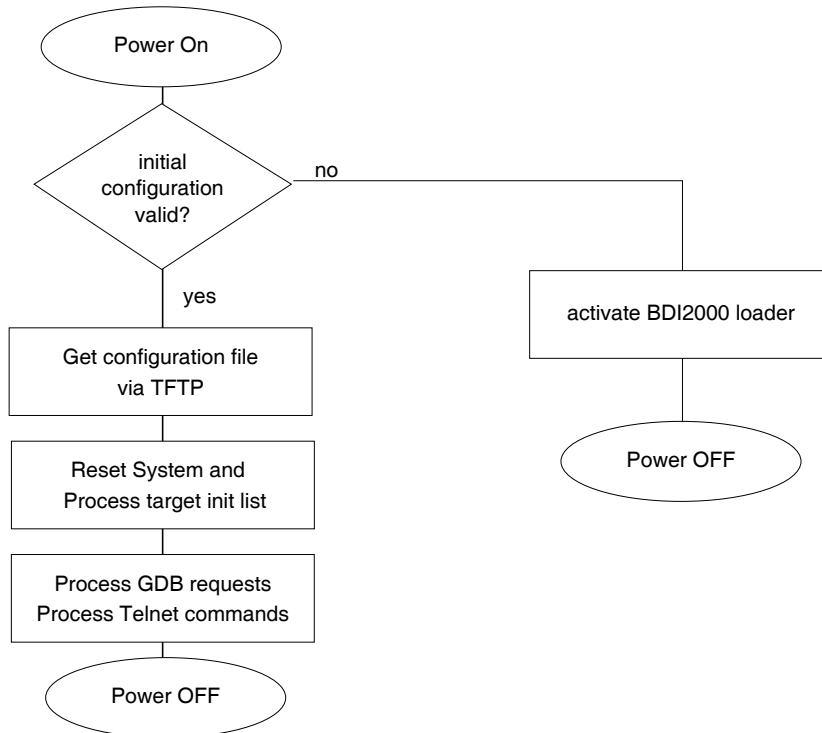 Power On
initial
configuration
valid?
no
yes
activate BDI2000 loader
Get configuration file
via TFTP
Power OFF
Reset System and
Process target init list
Process GDB requests
Process Telnet commands
Power OFF